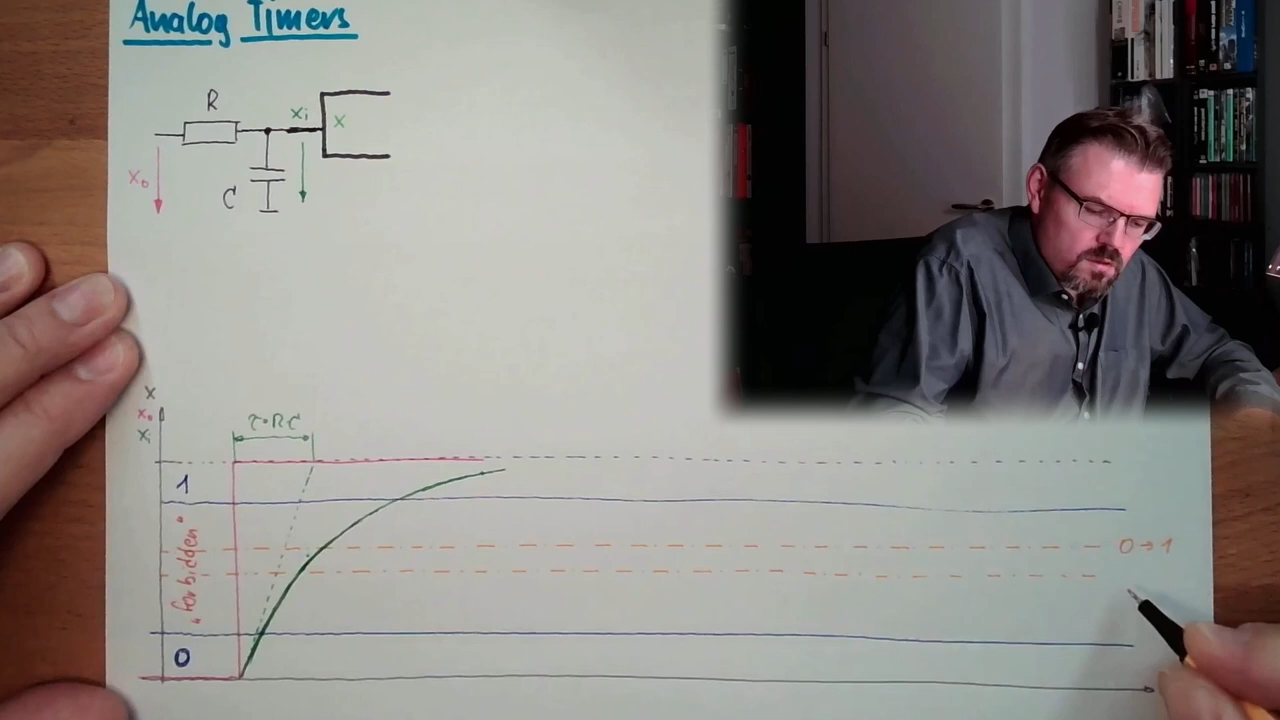 Analog Timers
R
xi
x
x₀
C
x
x₀
xi
τ=RC
1
"forbidden"
0→1
0